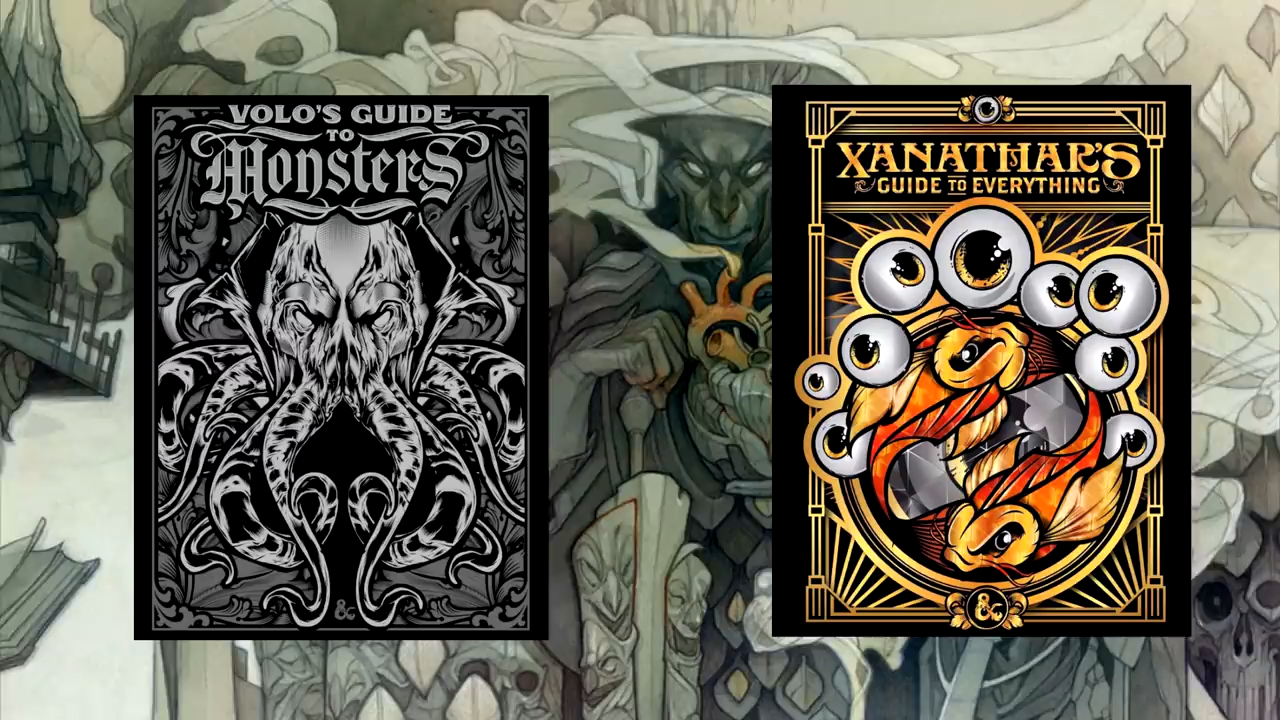 VOLO'S GUIDE
TO
Monsters
&
XANATHAR'S
GUIDE TO EVERYTHING
&